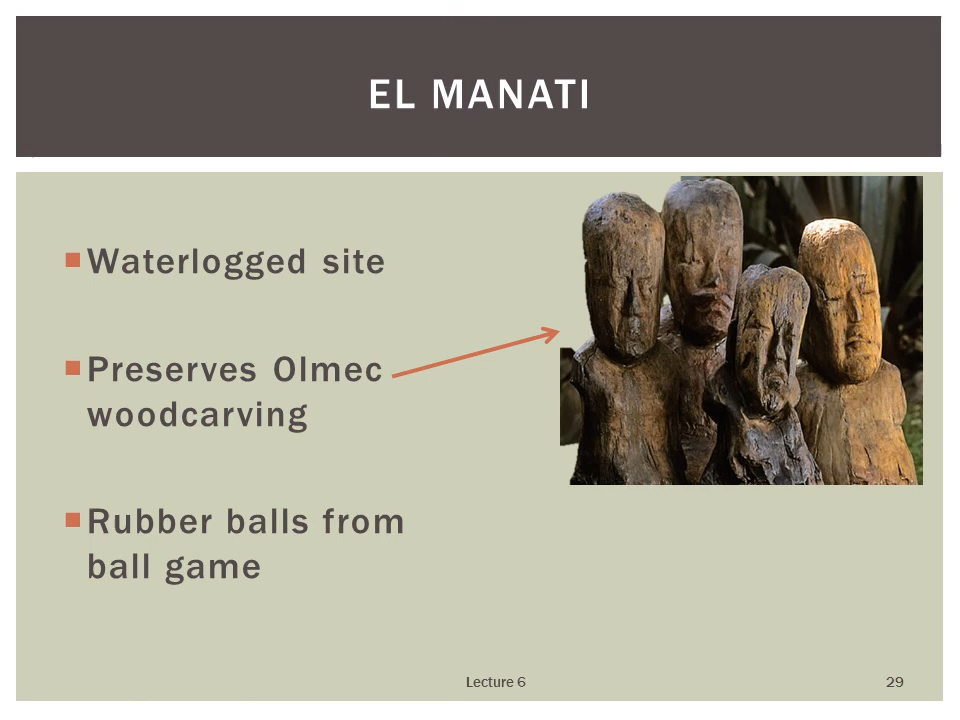 EL MANATI
Waterlogged site
Preserves Olmec
woodcarving
Rubber balls from
ball game
Lecture 6
29